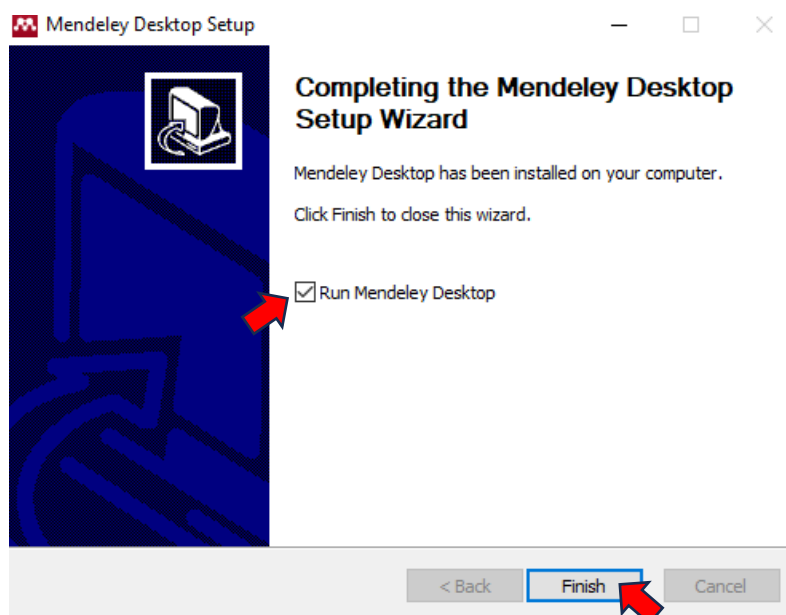 Mendeley Desktop Setup
Completing the Mendeley Desktop
Setup Wizard
Mendeley Desktop has been installed on your computer.
Click Finish to close this wizard.
Run Mendeley Desktop
< Back
Finish
Cancel